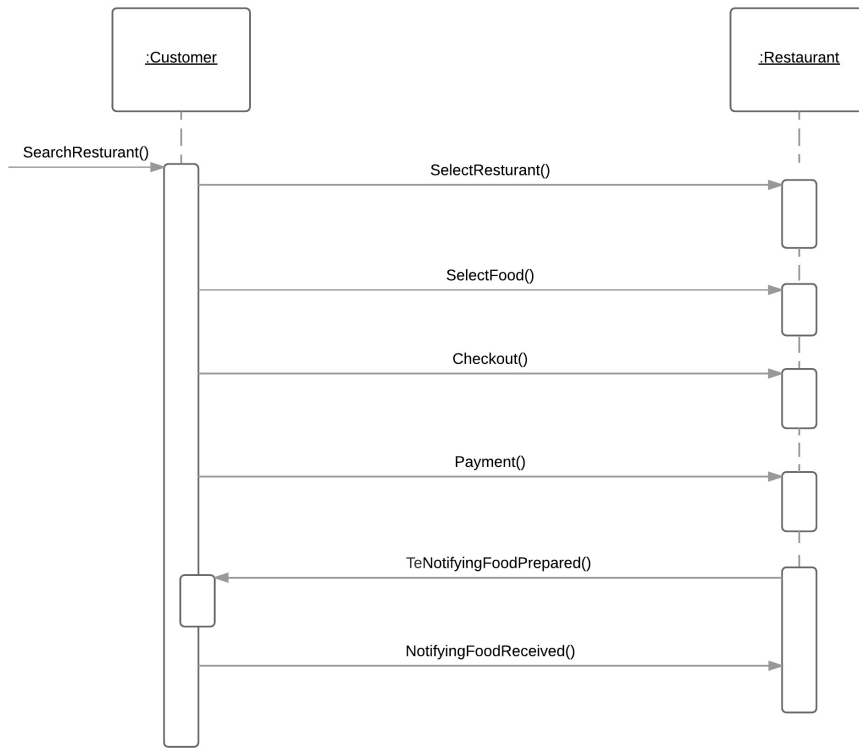 :Customer
:Restaurant
SearchResturant()
SelectResturant()
SelectFood()
Checkout()
Payment()
TeNotifyingFoodPrepared()
NotifyingFoodReceived()